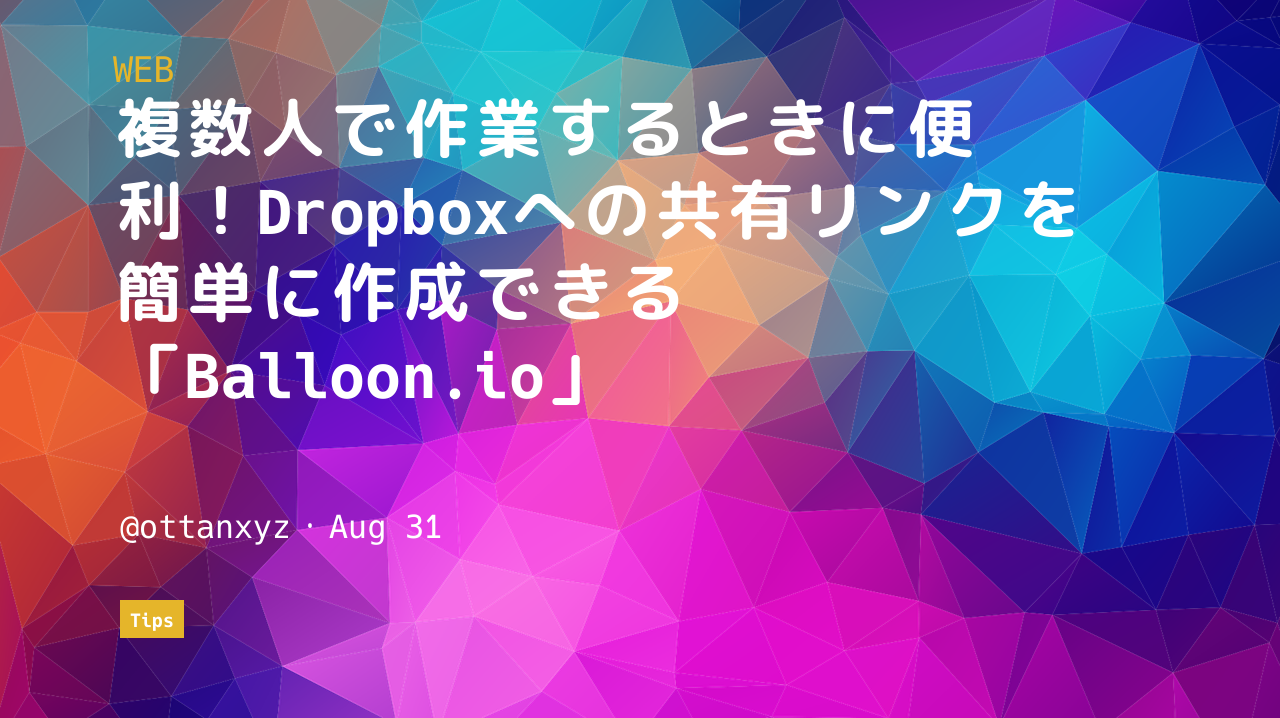 WEB
複数人で作業するときに便
利！Dropboxへの共有リンクを
簡単に作成できる
「Balloon.io」
@ottanxyz · Aug 31
Tips